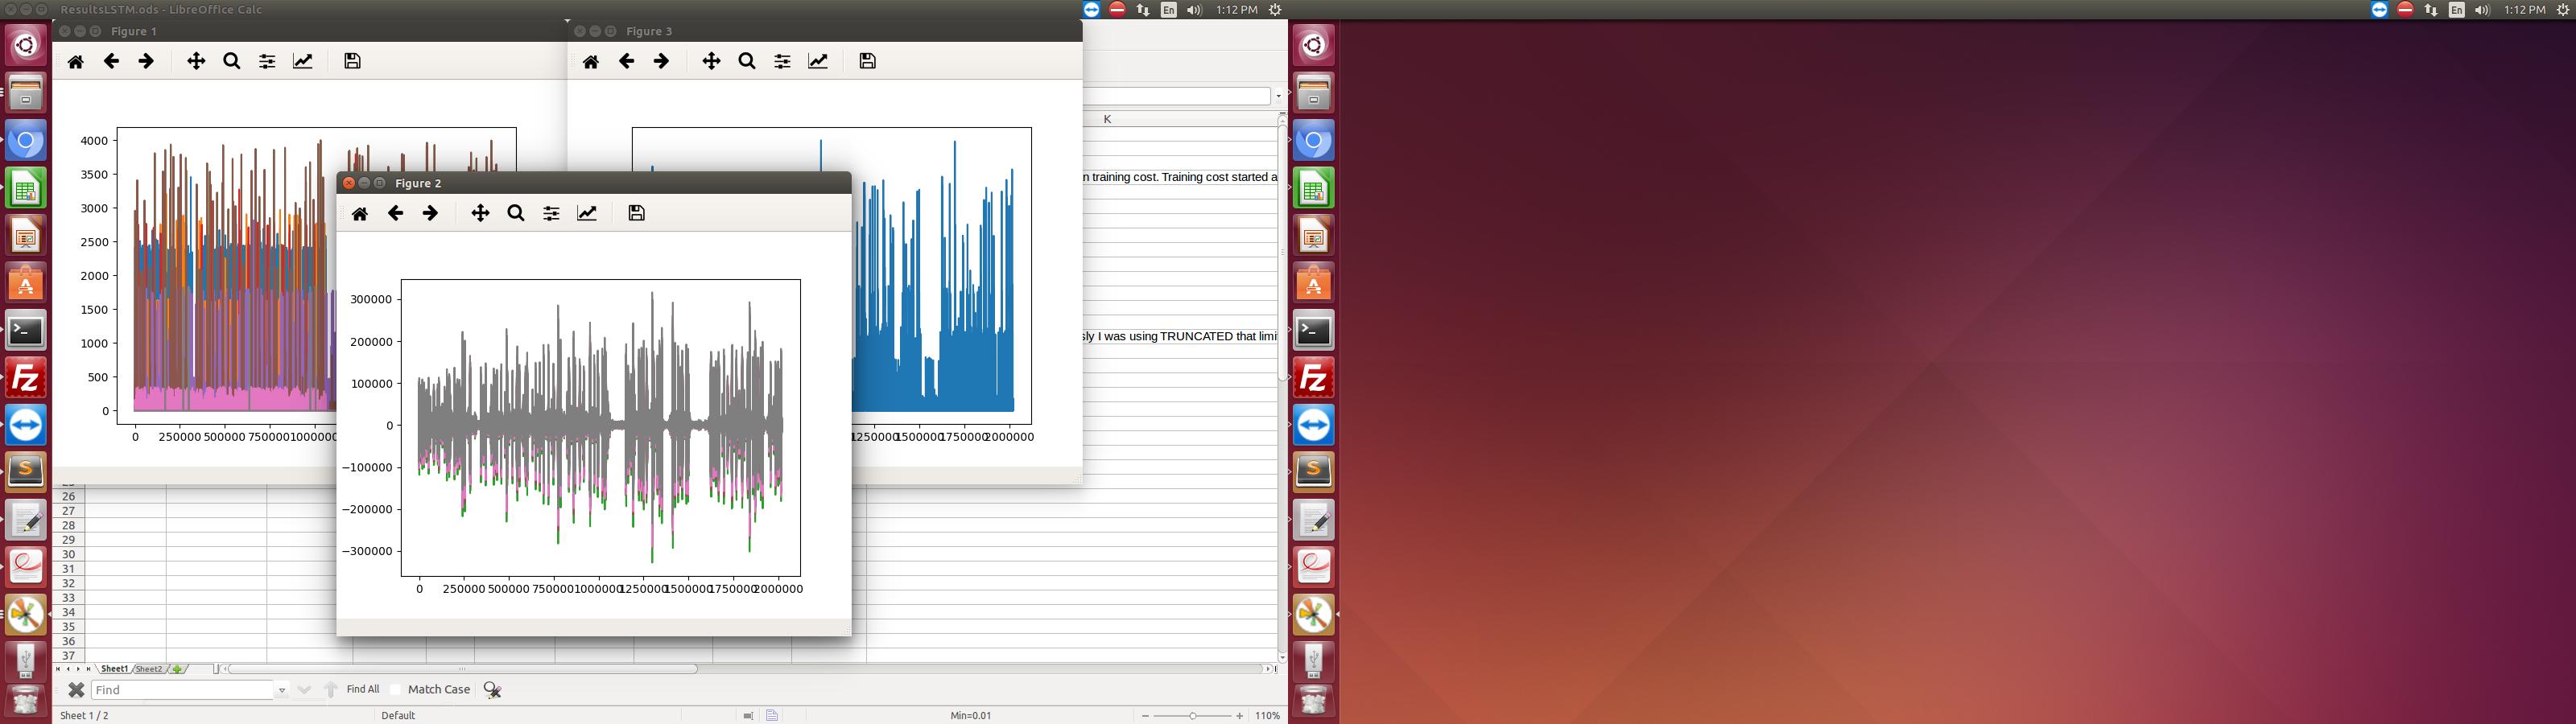 ResultsLSTM.ods - LibreOffice Calc
En
1:12 PM
En
1:12 PM
Figure 1
Figure 3
K
n training cost. Training cost started a
sly I was using TRUNCATED that limi
4000
3500
3000
2500
2000
1500
1000
500
0
0 250000 500000 750000 1000000
1250000 1500000 1750000 2000000
Figure 2
300000
200000
100000
0
−100000
−200000
−300000
0 250000 500000 750000 1000000 1250000 1500000 1750000 2000000
26
27
28
29
30
31
32
33
34
35
36
37
Sheet1 Sheet2
Find
Find All
Match Case
Sheet 1 / 2
Default
Min=0.01
110%